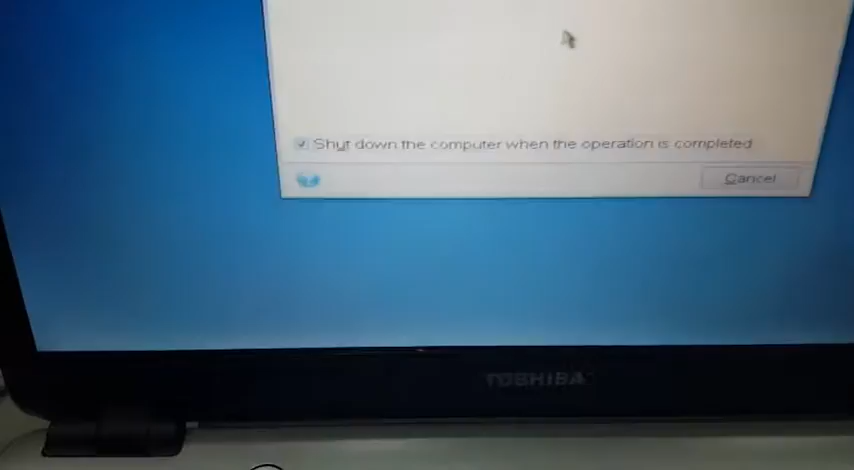 Shut down the computer when the operation is completed
Cancel
TOSHIBA